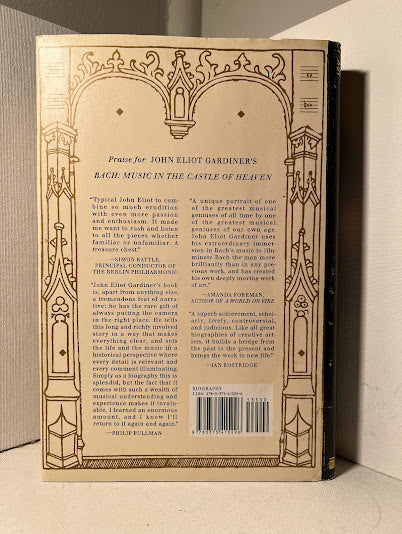 Praise for JOHN ELIOT GARDINER'S
BACH: MUSIC IN THE CASTLE OF HEAVEN
"Typical John Eliot to com-
bine so much erudition
with even more passion
and enthusiasm. It made
me want to rush and listen
to all the pieces whether
familiar or unfamiliar. A
treasure chest."
—SIMON RATTLE,
PRINCIPAL CONDUCTOR OF
THE BERLIN PHILHARMONIC
"John Eliot Gardiner's book
is, apart from anything else,
a tremendous feat of narra-
tive: he has the rare gift of
always putting the camera
in the right place. He tells
this long and richly involved
story in a way that makes
everything clear, and sets
the life and the music in a
historical perspective where
every detail is relevant and
every comment illuminating.
Simply as a biography this is
splendid, but the fact that it
comes with such a wealth of
musical understanding and
experience makes it invalu-
able. I learned an enormous
amount, and I know I'll
return to it again and again."
—PHILIP PULLMAN
"A unique portrait of one
of the greatest musical
geniuses of all time by one of
the greatest musical geniuses
of our own age.
John Eliot Gardiner uses
his extraordinary immer-
sion in Bach's music to illu-
minate Bach the man more
brilliantly than in any pre-
vious work, and has created
his own deeply moving work
of art."
—AMANDA FOREMAN,
AUTHOR OF A WORLD ON FIRE
"A superb achievement, schol-
arly, lively, controversial,
and judicious. Like all great
biographies of creative art-
ists, it builds a bridge from
the past to the present and
brings the work to new life"
—IAN BOSTRIDGE
BIOGRAPHY
ISBN 978-0-375-41529-6
9 780375 415296